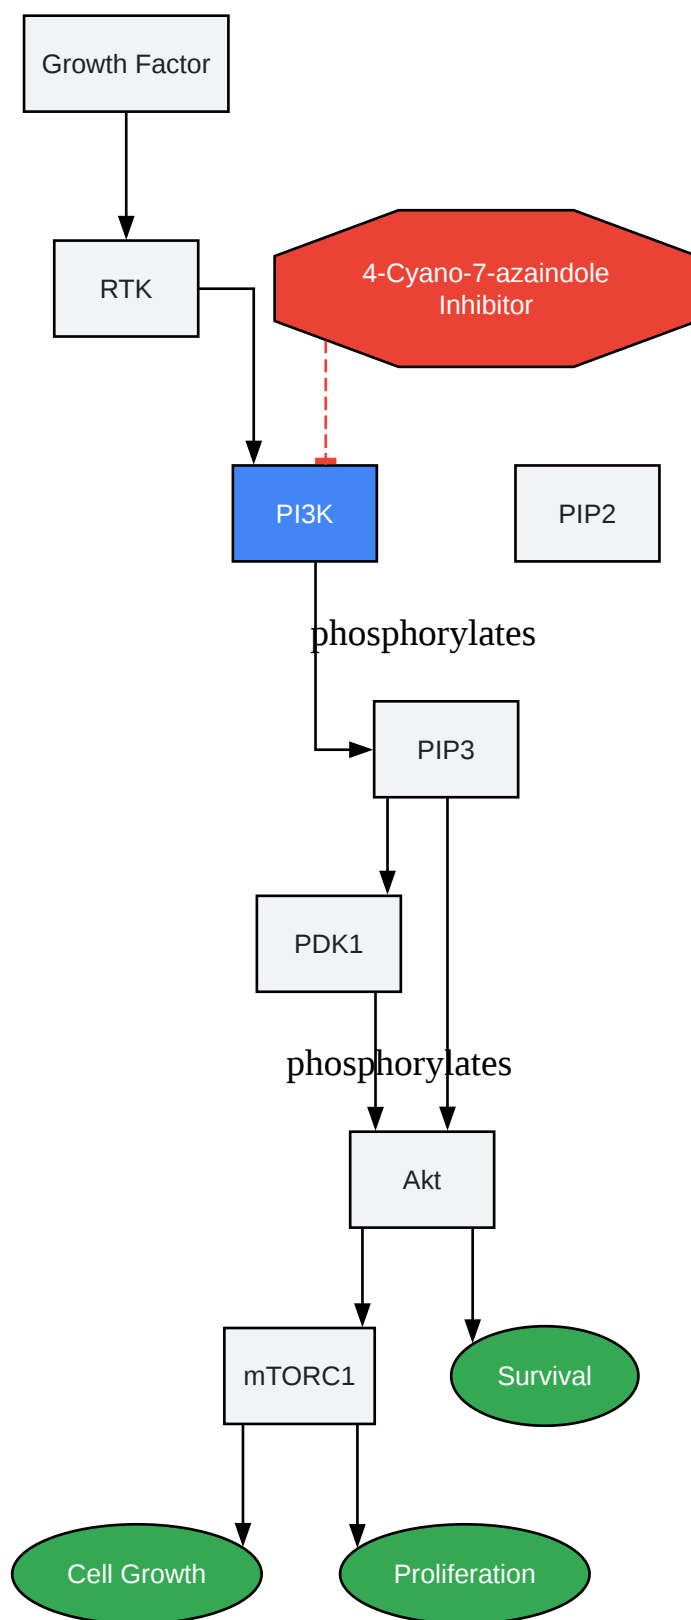 Growth Factor
RTK
4-Cyano-7-azaindole
Inhibitor
PI3K
PIP2
phosphorylates
PIP3
PDK1
phosphorylates
Akt
mTORC1
Survival
Cell Growth
Proliferation